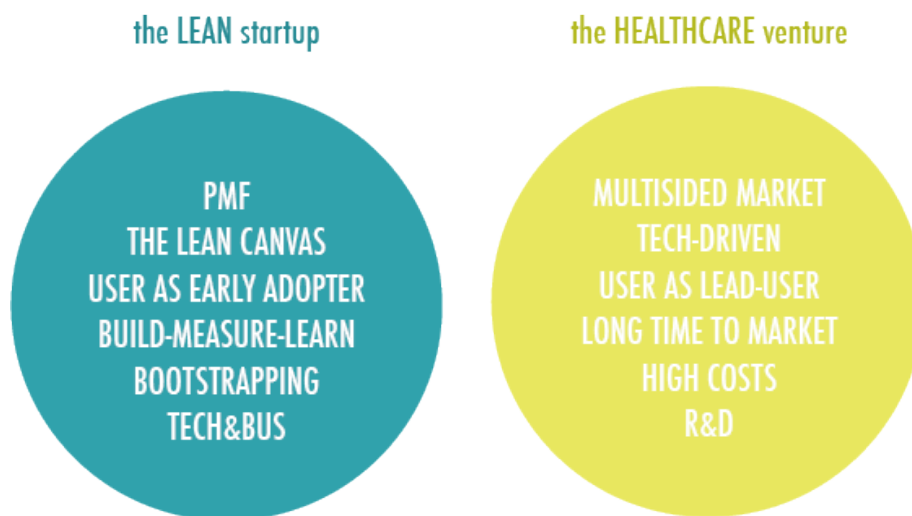 the LEAN startup
PMF
THE LEAN CANVAS
USER AS EARLY ADOPTER
BUILD-MEASURE-LEARN
BOOTSTRAPPING
TECH&BUS
the HEALTHCARE venture
MULTISIDED MARKET
TECH-DRIVEN
USER AS LEAD-USER
LONG TIME TO MARKET
HIGH COSTS
R&D